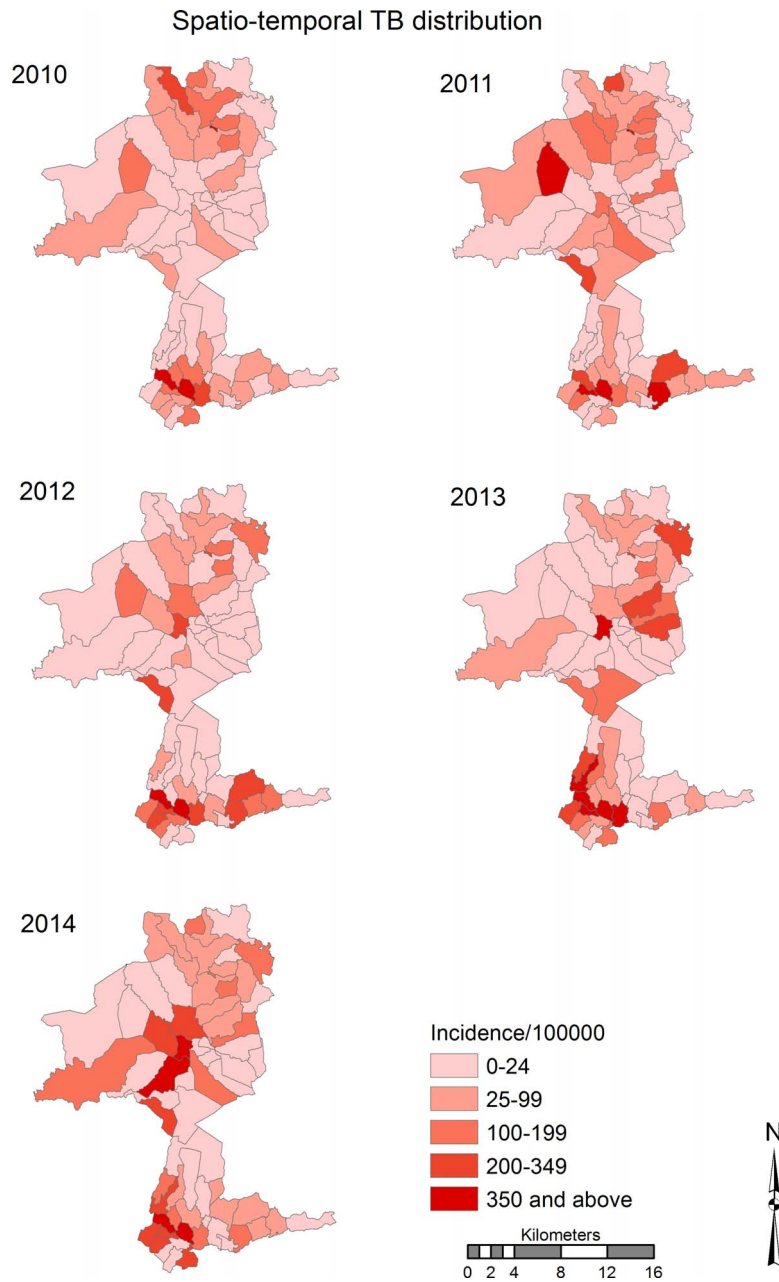 Spatio-temporal TB distribution
2010
2011
2012
2013
2014
Incidence/100000
0-24
25-99
100-199
200-349
350 and above
N
Kilometers
0 2 4 8 12 16